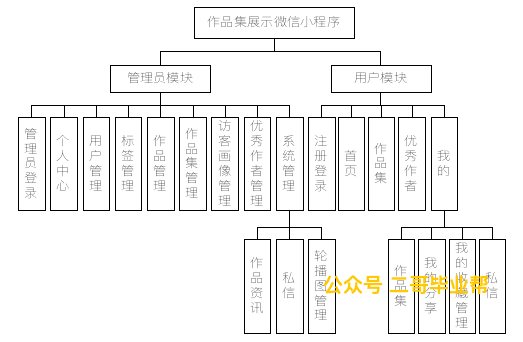 作品集展示微信小程序
管理员模块
用户模块
管理员登录
个人中心
用户管理
标签管理
作品管理
作品集管理
访客画像管理
优秀作者管理
系统管理
注册登录
首页
作品集
优秀作者
我的
作品资讯
私信
轮播图管理
作品集
我的分享
我的收藏管理
私信
公众号 二哥毕业帮